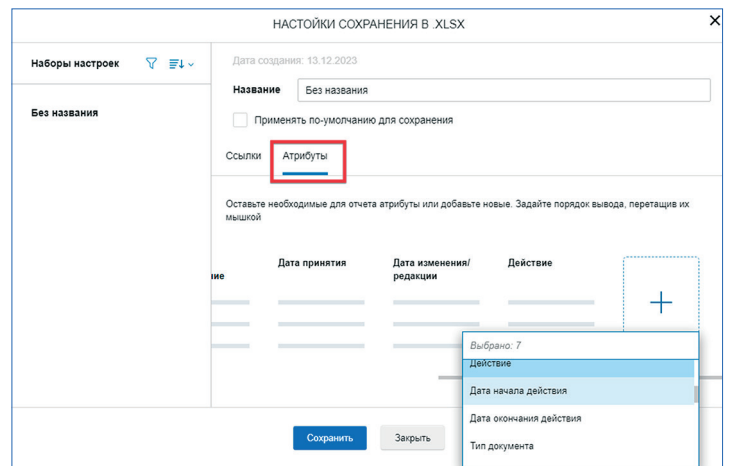 НАСТОЙКИ СОХРАНЕНИЯ В .XLSX
Наборы настроек
Без названия
Дата создания: 13.12.2023
Название Без названия
Применять по-умолчанию для сохранения
Ссылки Атрибуты
Оставьте необходимые для отчета атрибуты или добавьте новые. Задайте порядок вывода, перетащив их
мышкой
ие Дата принятия Дата изменения/ Действие
редакции
Выбрано: 7
Действие
Дата начала действия
Дата окончания действия
Тип документа
Сохранить Закрыть